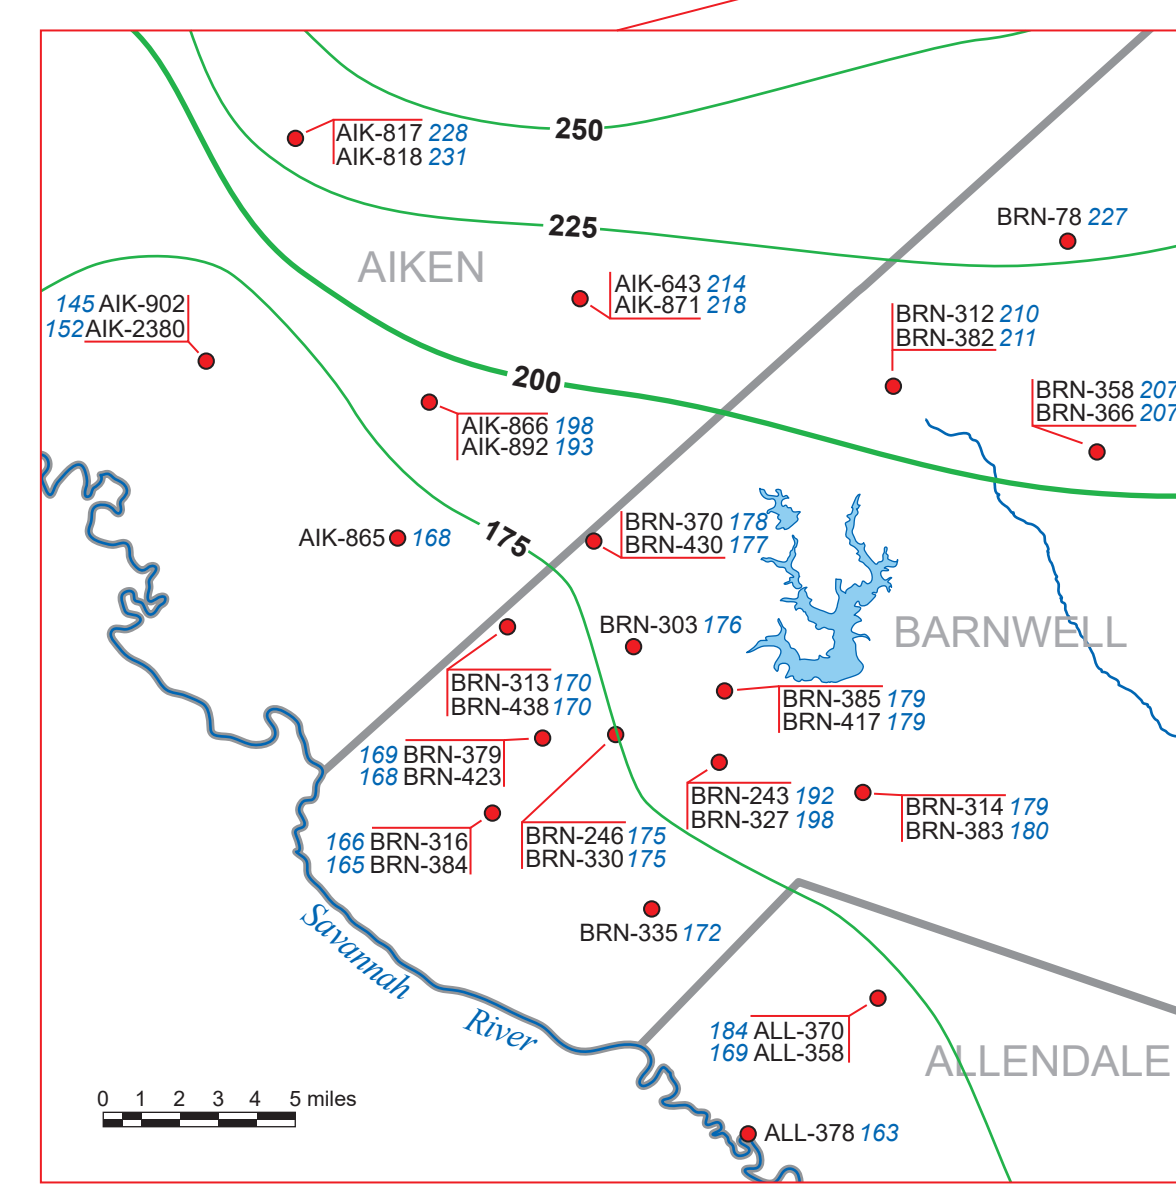 250
AIK-817 228
AIK-818 231
BRN-78 227
225
AIKEN
AIK-643 214
AIK-871 218
145 AIK-902
152 AIK-2380
BRN-312 210
BRN-382 211
200
BRN-358 207
BRN-366 207
AIK-866 198
AIK-892 193
AIK-865 168
175
BRN-370 178
BRN-430 177
BRN-303 176
BARNWELL
BRN-313 170
BRN-438 170
BRN-385 179
BRN-417 179
169 BRN-379
168 BRN-423
BRN-243 192
BRN-327 198
BRN-314 179
BRN-383 180
166 BRN-316
165 BRN-384
BRN-246 175
BRN-330 175
BRN-335 172
Savannah
River
184 ALL-370
169 ALL-358
ALLENDALE
0 1 2 3 4 5 miles
ALL-378 163